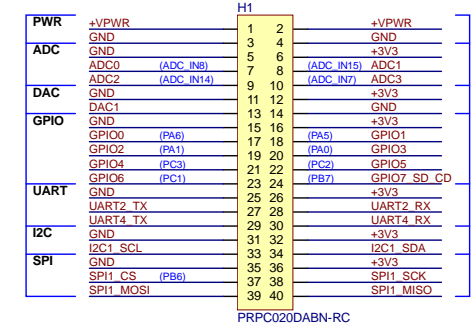 H1
PWR +VPWR 1 2 +VPWR
GND 3 4 GND
ADC GND 5 6 +3V3
ADC0 (ADC_IN8) 7 8 (ADC_IN15) ADC1
ADC2 (ADC_IN14) 9 10 (ADC_IN7) ADC3
DAC GND 11 12 +3V3
DAC1 13 14 GND
GPIO GND 15 16 +3V3
GPIO0 (PA6) 17 18 (PA5) GPIO1
GPIO2 (PA1) 19 20 (PA0) GPIO3
GPIO4 (PC3) 21 22 (PC2) GPIO5
GPIO6 (PC1) 23 24 (PB7) GPIO7_SD_CD
UART GND 25 26 +3V3
UART2_TX 27 28 UART2_RX
UART4_TX 29 30 UART4_RX
I2C GND 31 32 +3V3
I2C1_SCL 33 34 I2C1_SDA
SPI GND 35 36 +3V3
SPI1_CS (PB6) 37 38 SPI1_SCK
SPI1_MOSI 39 40 SPI1_MISO
PRPC020DABN-RC